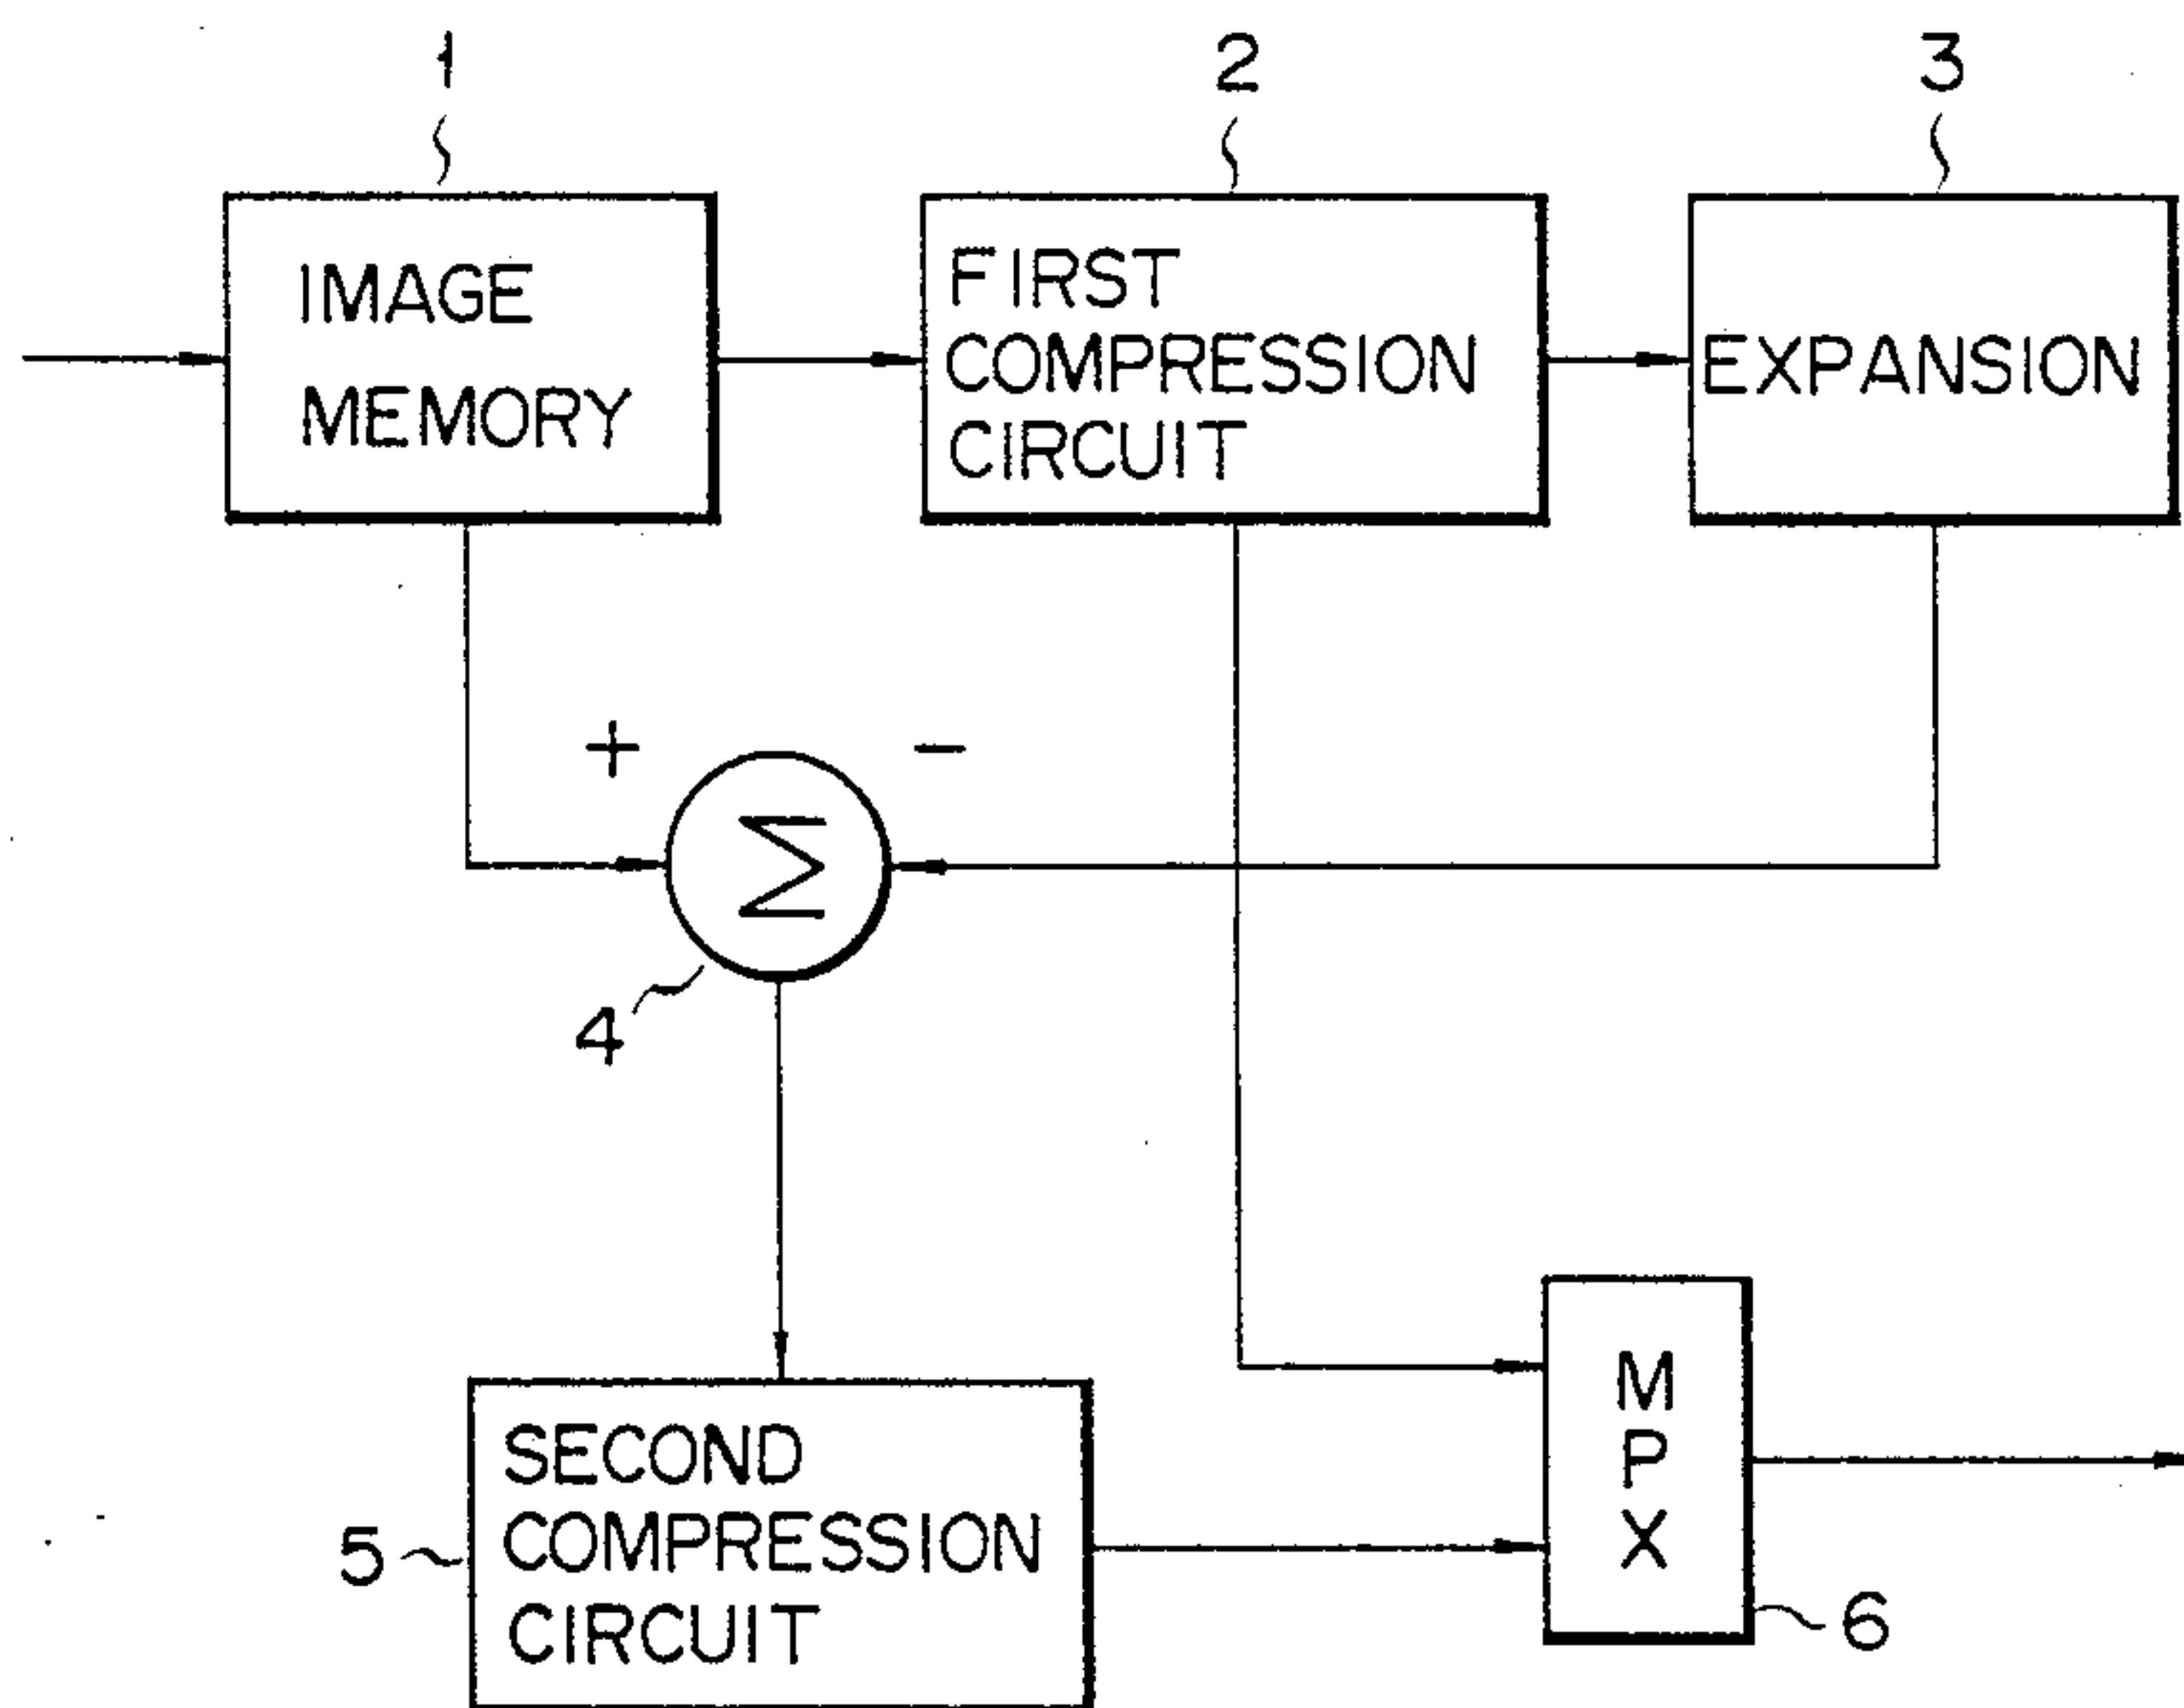 1
2
3
IMAGE
MEMORY
FIRST
COMPRESSION
CIRCUIT
EXPANSION
+
−
Σ
4
SECOND
COMPRESSION
CIRCUIT
5
M
P
X
6